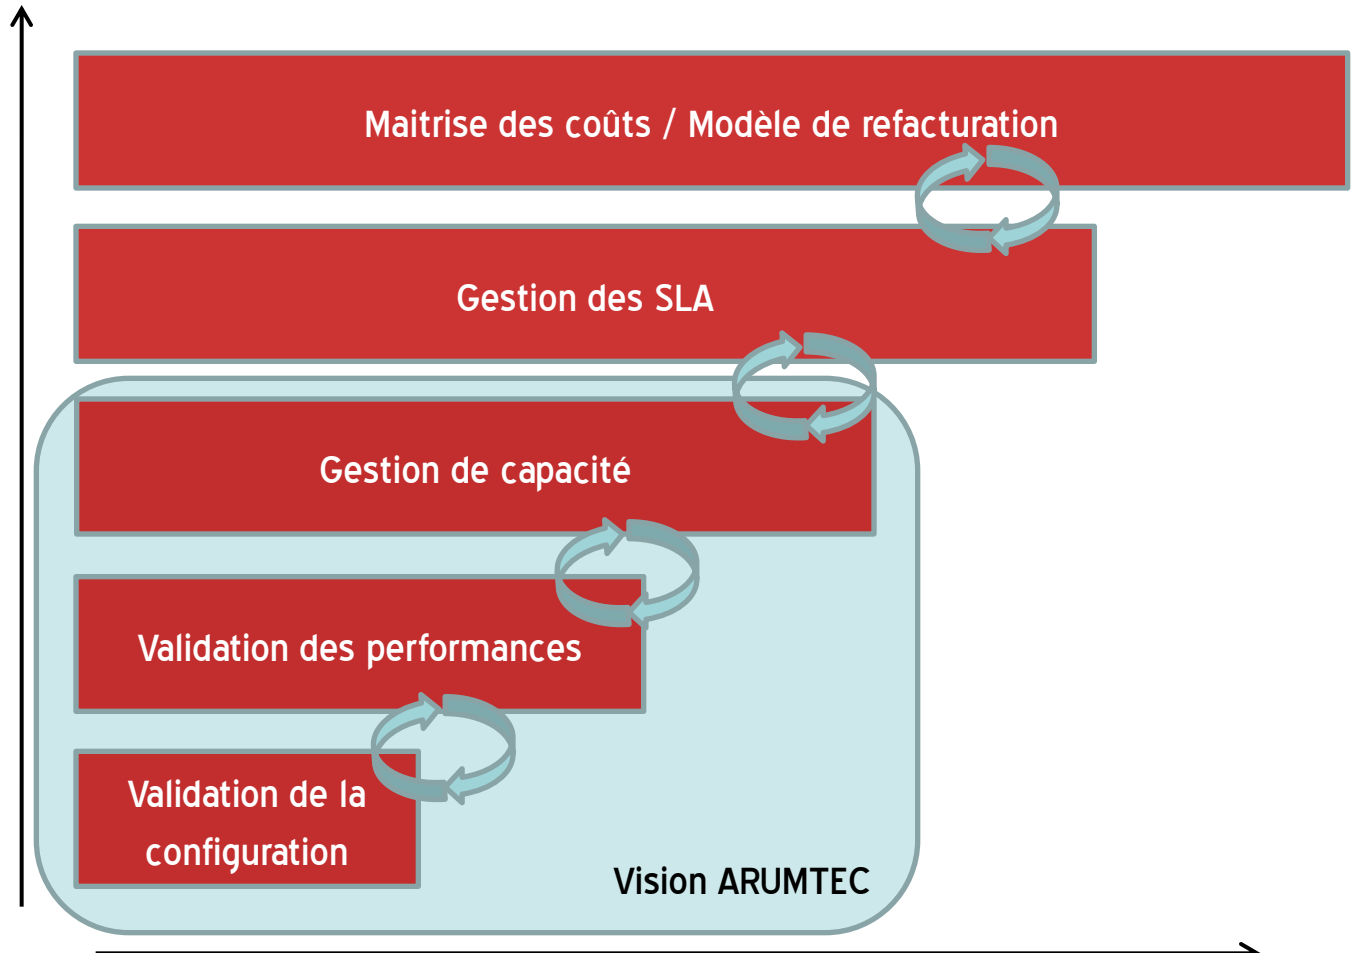 Maitrise des coûts / Modèle de refacturation
Gestion des SLA
Gestion de capacité
Validation des performances
Validation de la
configuration
Vision ARUMTEC